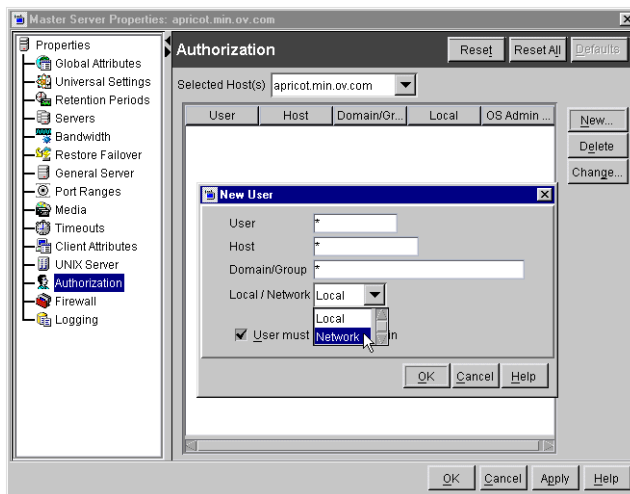 Master Server Properties: apricot.min.ov.com
Properties
Global Attributes
Universal Settings
Retention Periods
Servers
Bandwidth
Restore Failover
General Server
Port Ranges
Media
Timeouts
Client Attributes
UNIX Server
Authorization
Firewall
Logging
Authorization
Reset
Reset All
Defaults
Selected Host(s) apricot.min.ov.com
User Host Domain/Gr... Local OS Admin ...
New...
Delete
Change...
New User
User *
Host *
Domain/Group *
Local / Network Local
Local
Network
User must
OK Cancel Help
OK Cancel Apply Help